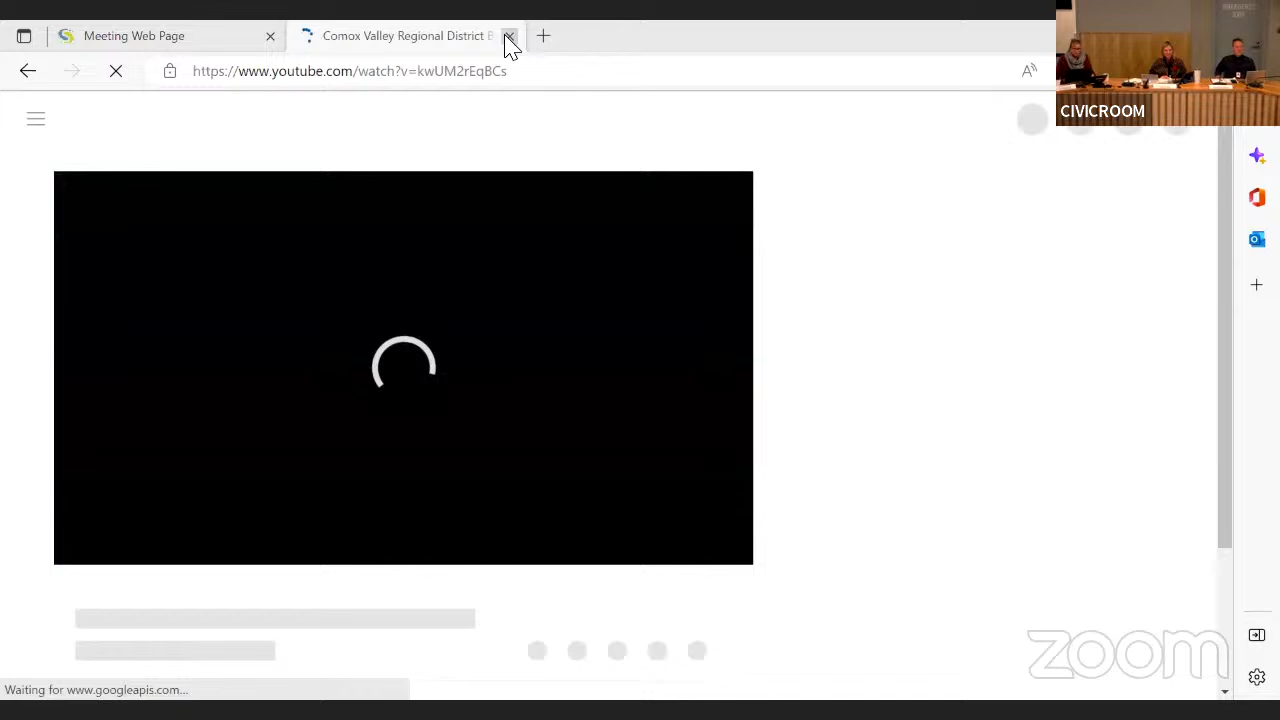 Meeting Web Page
Comox Valley Regional District B
https://www.youtube.com/watch?v=kwUM2rEqBCs
CIVICROOM
Waiting for www.googleapis.com...
zoom